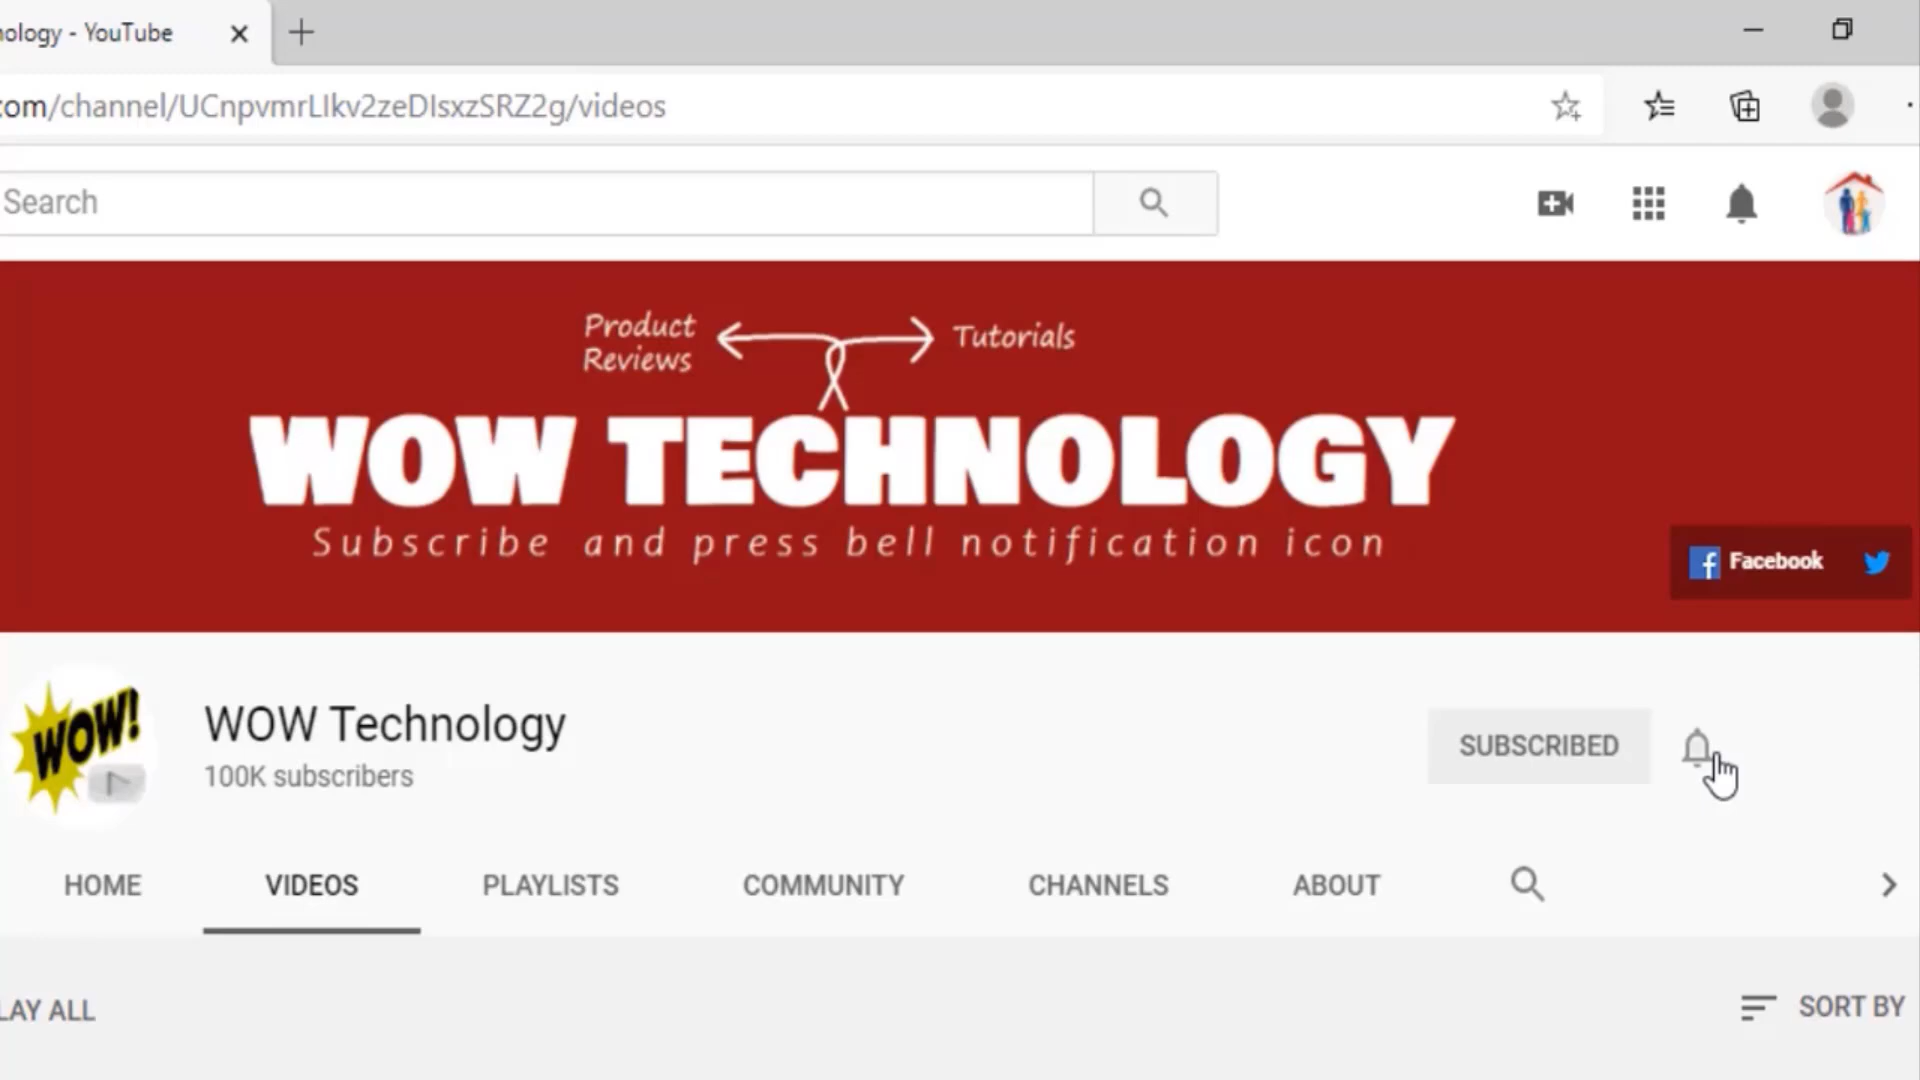 nology - YouTube
com/channel/UCnpvmrLIkv2zeDIsxzSRZ2g/videos
Search
Product
Reviews
Tutorials
WOW TECHNOLOGY
Subscribe and press bell notification icon
Facebook
WOW!
WOW Technology
100K subscribers
SUBSCRIBED
HOME VIDEOS PLAYLISTS COMMUNITY CHANNELS ABOUT
LAY ALL
SORT BY